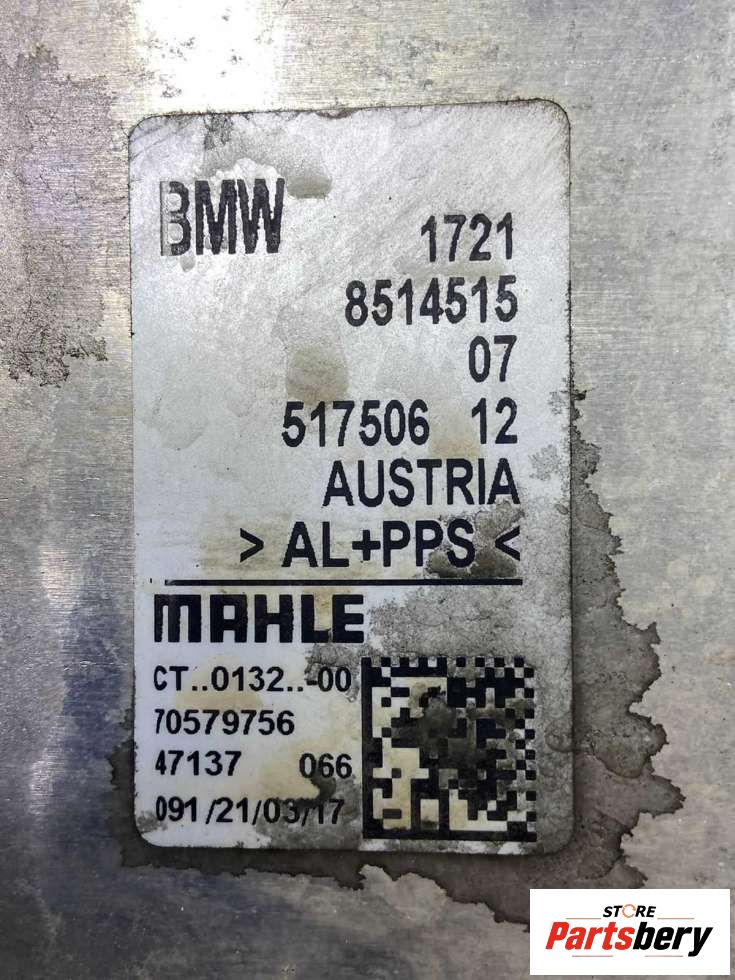 BMW 1721
8514515
07
517506 12
AUSTRIA
> AL+PPS <
MAHLE
CT..0132..-00
70579756
47137 066
091/21/03/17
STORE
Partsbery